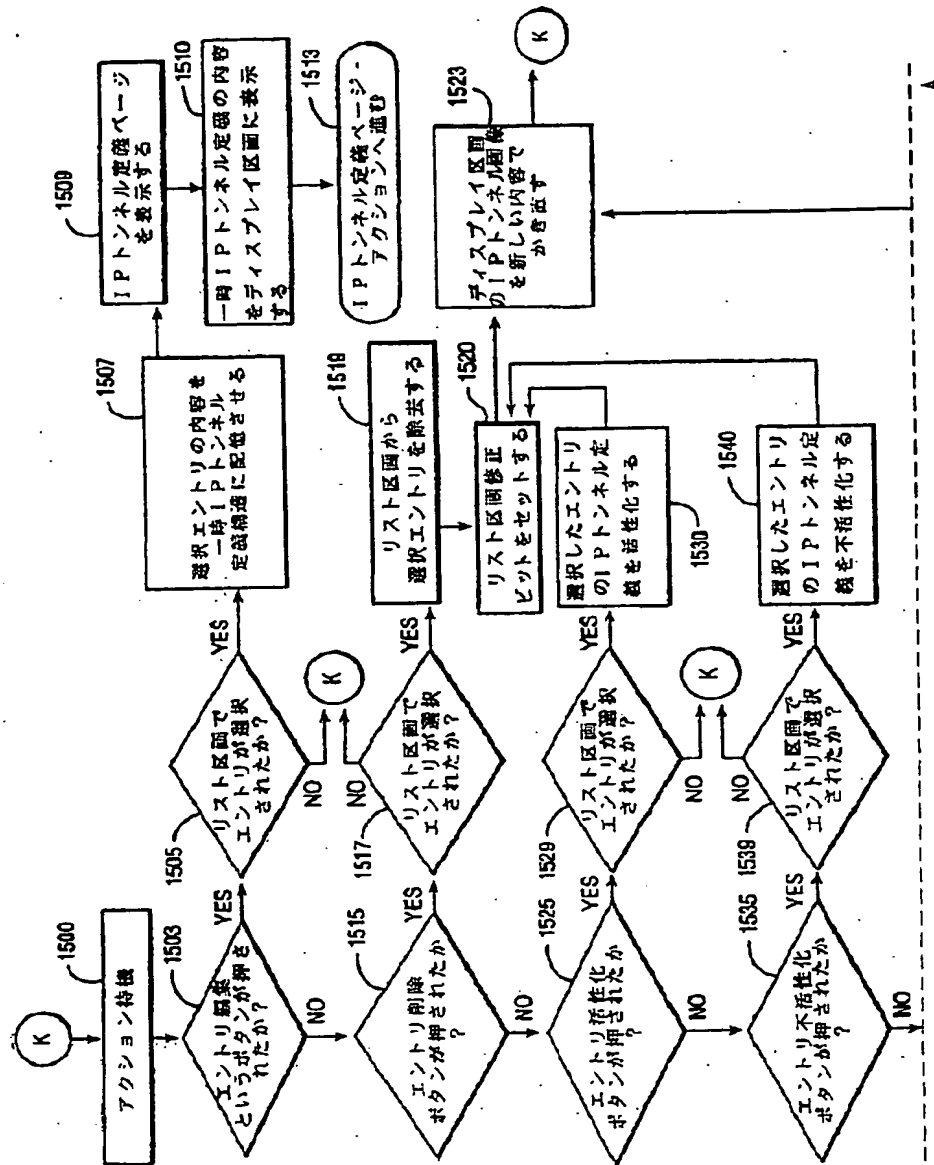 K
1500
アクション待機
1503
エントリ編集
というボタンが押さ
れたか?
YES
NO
1505
リスト区画で
エントリが選択
されたか?
YES
NO
1507
選択エントリの内容を
一時IPトンネル
定義構造に記憶させる
1509
IPトンネル定義ページ
を表示する
1510
一時IPトンネル定義の内容
をディスプレイ区画に表示
する
1513
IPトンネル定義ページ-
アクションへ進む
K
1515
エントリ削除
ボタンが押されたか
?
YES
NO
1517
リスト区画で
エントリが選択
されたか?
YES
NO
1519
リスト区画から
選択エントリを除去する
1520
リスト区画修正
ビットをセットする
1523
ディスプレイ区画
のIPトンネル画像
を新しい内容で
かき直す
K
1525
エントリ活性化
ボタンが押されたか
?
YES
NO
1529
リスト区画で
エントリが選択
されたか?
YES
NO
1530
選択したエントリ
のIPトンネル定
義を活性化する
K
1535
エントリ不活性化
ボタンが押されたか
?
YES
NO
1539
リスト区画で
エントリが選択
されたか?
YES
NO
1540
選択したエントリ
のIPトンネル定
義を不活性化する